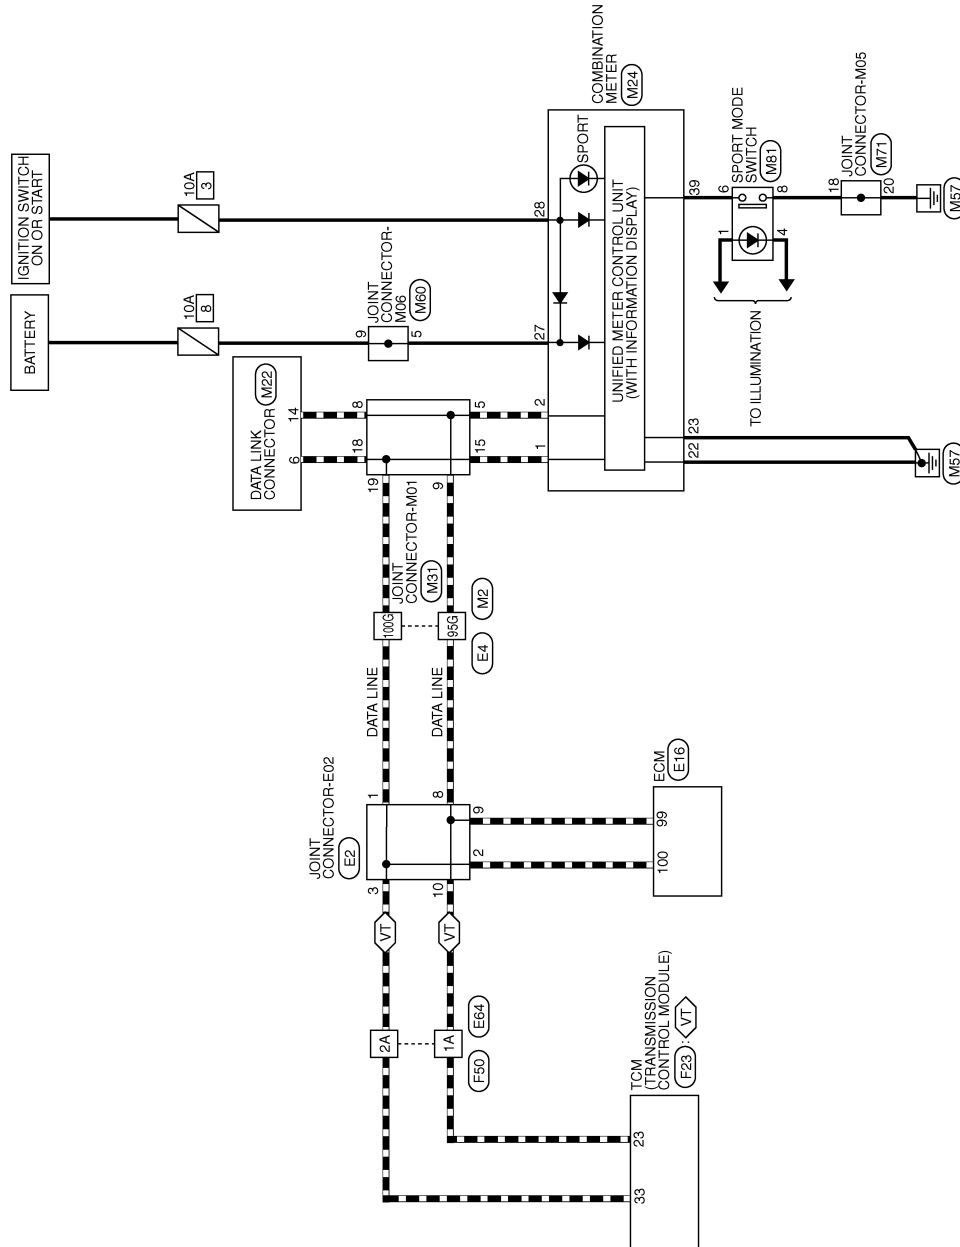 IGNITION SWITCH
ON OR START
BATTERY
10A
3
10A
8
JOINT
CONNECTOR-
M06
M60
9
5
DATA LINK
CONNECTOR
M22
6
14
18
8
19
9
15
5
JOINT
CONNECTOR-M01
M31
1
2
27
28
COMBINATION
METER
M24
SPORT
UNIFIED METER CONTROL UNIT
(WITH INFORMATION DISPLAY)
22
23
39
M57
SPORT MODE
SWITCH
M81
1
6
4
8
TO ILLUMINATION
JOINT
CONNECTOR-M05
M71
18
20
M57
100G
95G
M2
E4
DATA LINE
DATA LINE
JOINT
CONNECTOR-E02
E2
1
8
3
10
2
9
ECM
E16
100
99
VT
VT
2A
1A
E64
F50
TCM
(TRANSMISSION
CONTROL MODULE)
F23 : VT
33
23